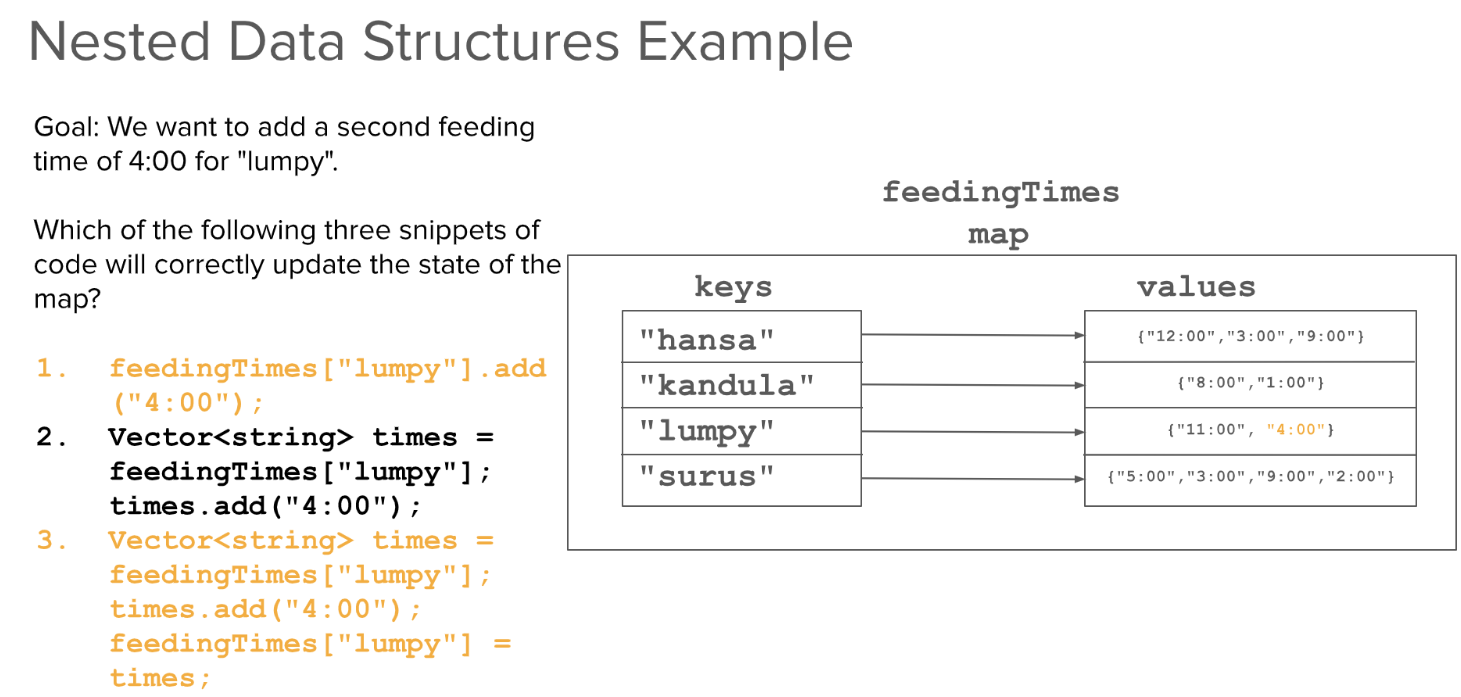 Nested Data Structures Example
Goal: We want to add a second feeding
time of 4:00 for "lumpy".
Which of the following three snippets of
code will correctly update the state of the
map?
1. feedingTimes["lumpy"].add
("4:00");
2. Vector<string> times =
feedingTimes["lumpy"];
times.add("4:00");
3. Vector<string> times =
feedingTimes["lumpy"];
times.add("4:00");
feedingTimes["lumpy"] =
times;
feedingTimes
map
keys
values
"hansa"
{"12:00","3:00","9:00"}
"kandula"
{"8:00","1:00"}
"lumpy"
{"11:00", "4:00"}
"surus"
{"5:00","3:00","9:00","2:00"}